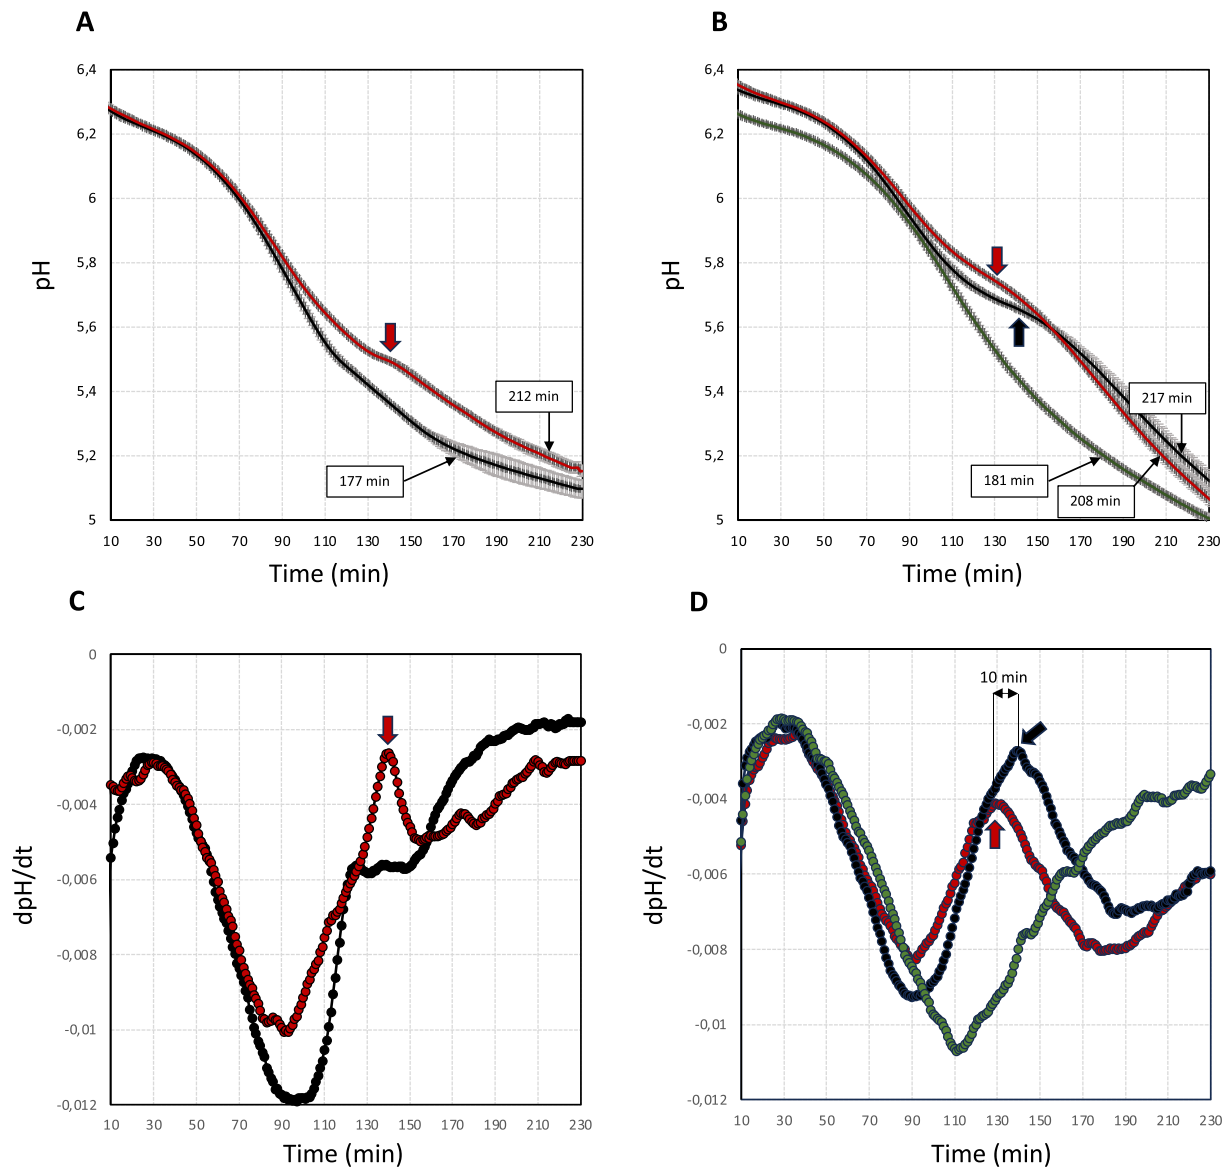 A
B
6,4
6,2
6
5,8
5,6
5,4
5,2
5
pH
212 min
177 min
10 30 50 70 90 110 130 150 170 190 210 230
Time (min)
6,4
6,2
6
5,8
5,6
5,4
5,2
5
pH
217 min
181 min
208 min
10 30 50 70 90 110 130 150 170 190 210 230
Time (min)
C
D
0
-0,002
-0,004
-0,006
-0,008
-0,01
-0,012
dpH/dt
10 30 50 70 90 110 130 150 170 190 210 230
Time (min)
0
-0,002
-0,004
-0,006
-0,008
-0,01
-0,012
dpH/dt
10 min
10 30 50 70 90 110 130 150 170 190 210 230
Time (min)